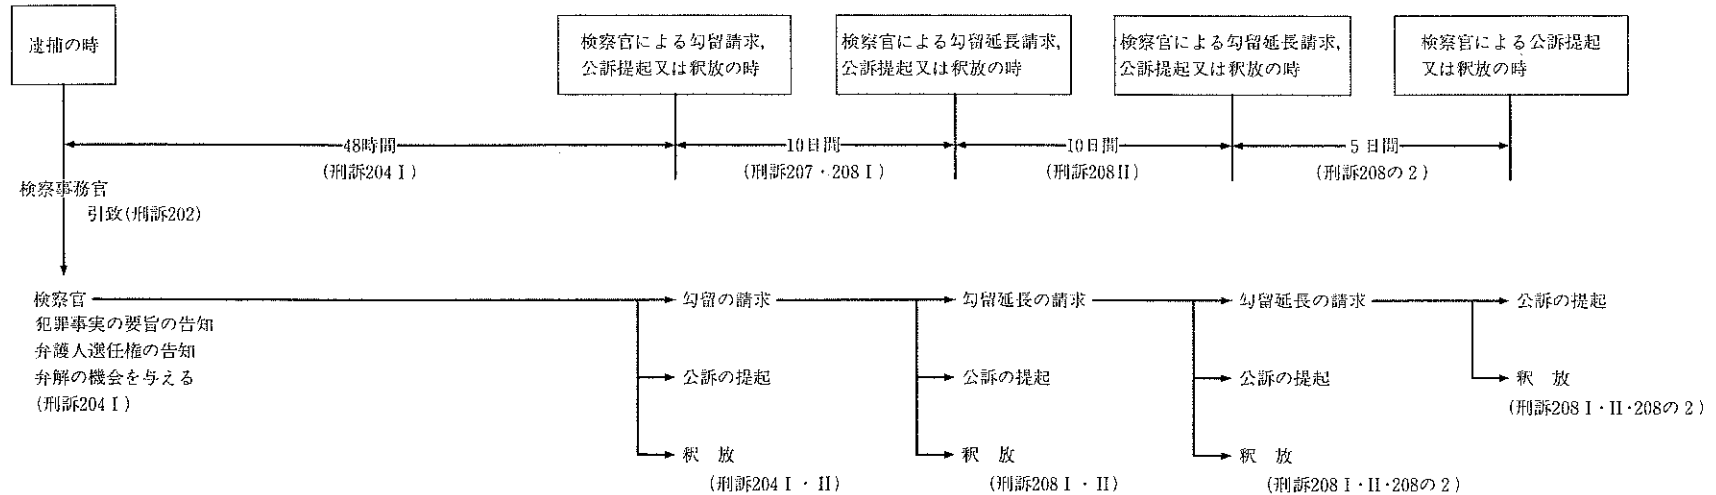 逮捕の時
検察官による勾留請求,
公訴提起又は釈放の時
検察官による勾留延長請求,
公訴提起又は釈放の時
検察官による勾留延長請求,
公訴提起又は釈放の時
検察官による公訴提起
又は釈放の時
48時間
(刑訴204Ⅰ)
10日間
(刑訴207・208Ⅰ)
10日間
(刑訴208Ⅱ)
5日間
(刑訴208の2)
検察事務官
引致(刑訴202)
検察官
犯罪事実の要旨の告知
弁護人選任権の告知
弁解の機会を与える
(刑訴204Ⅰ)
勾留の請求
公訴の提起
釈 放
(刑訴204Ⅰ・Ⅱ)
勾留延長の請求
公訴の提起
釈 放
(刑訴208Ⅰ・Ⅱ)
勾留延長の請求
公訴の提起
釈 放
(刑訴208Ⅰ・Ⅱ・208の2)
公訴の提起
釈 放
(刑訴208Ⅰ・Ⅱ・208の2)